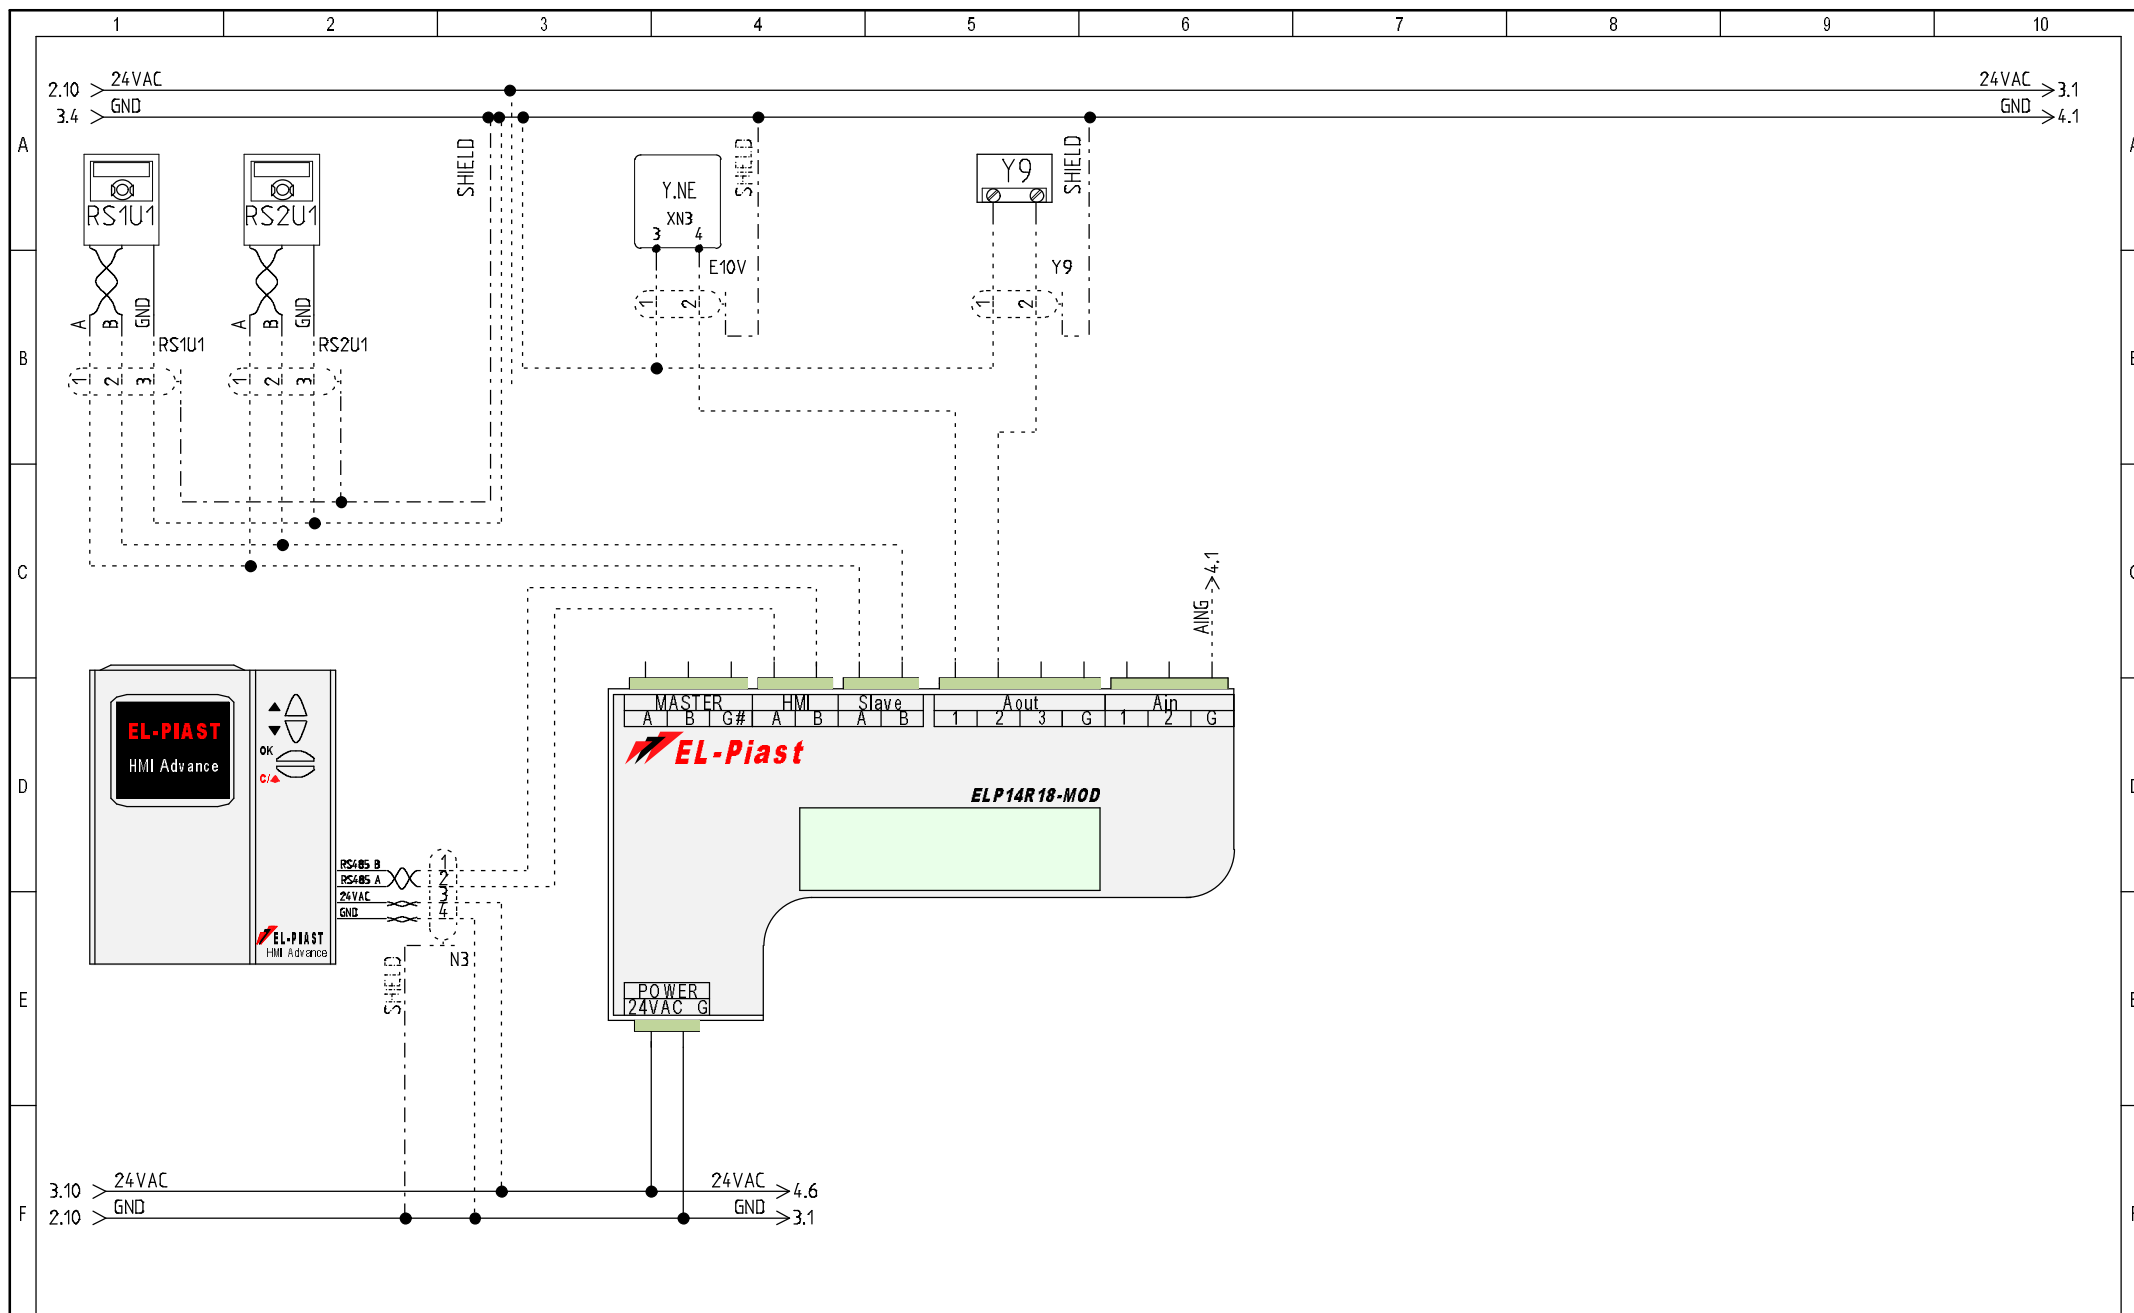 1 2 3 4 5 6 7 8 9 10
2.10 24VAC 24VAC 3.1
3.4 GND GND 4.1
A
SHIELD SHIELD SHIELD
RS1U1 RS2U1 Y.NE Y9
XN3
3 4
E10V Y9
1 2 1 2
A B GND A B GND
RS1U1 RS2U1
B
1 2 3 1 2 3
C
AING 4.1
MASTER HMI Slave Aout Ain
A B G# A B A B 1 2 3 G 1 2 G
EL-Piast
ELP14R18-MOD
EL-PIAST
HMI Advance
OK
C/
D D
RS485 B 1
RS485 A 2
24VAC 3
GND 4
EL-PIAST
HMI Advance
N3
SHIELD
E
POWER
24VAC G
3.10 24VAC 24VAC 4.6
2.10 GND GND 3.1
F